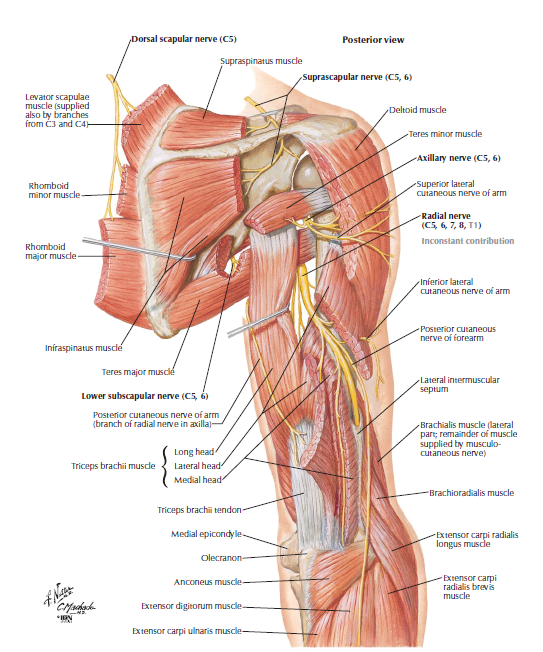 Dorsal scapular nerve (C5)
Posterior view
Supraspinatus muscle
Suprascapular nerve (C5, 6)
Levator scapulae
muscle (supplied
also by branches
from C3 and C4)
Deltoid muscle
Teres minor muscle
Axillary nerve (C5, 6)
Rhomboid
minor muscle
Superior lateral
cutaneous nerve of arm
Radial nerve
(C5, 6, 7, 8, T1)
Inconstant contribution
Rhomboid
major muscle
Inferior lateral
cutaneous nerve of arm
Posterior cutaneous
nerve of forearm
Infraspinatus muscle
Teres major muscle
Lateral intermuscular
septum
Lower subscapular nerve (C5, 6)
Posterior cutaneous nerve of arm
(branch of radial nerve in axilla)
Brachialis muscle (lateral
part; remainder of muscle
supplied by musculo-
cutaneous nerve)
Long head
Triceps brachii muscle
Lateral head
Medial head
Brachioradialis muscle
Triceps brachii tendon
Medial epicondyle
Extensor carpi radialis
longus muscle
Olecranon
Anconeus muscle
Extensor carpi
radialis brevis
muscle
Extensor digitorum muscle
Extensor carpi ulnaris muscle